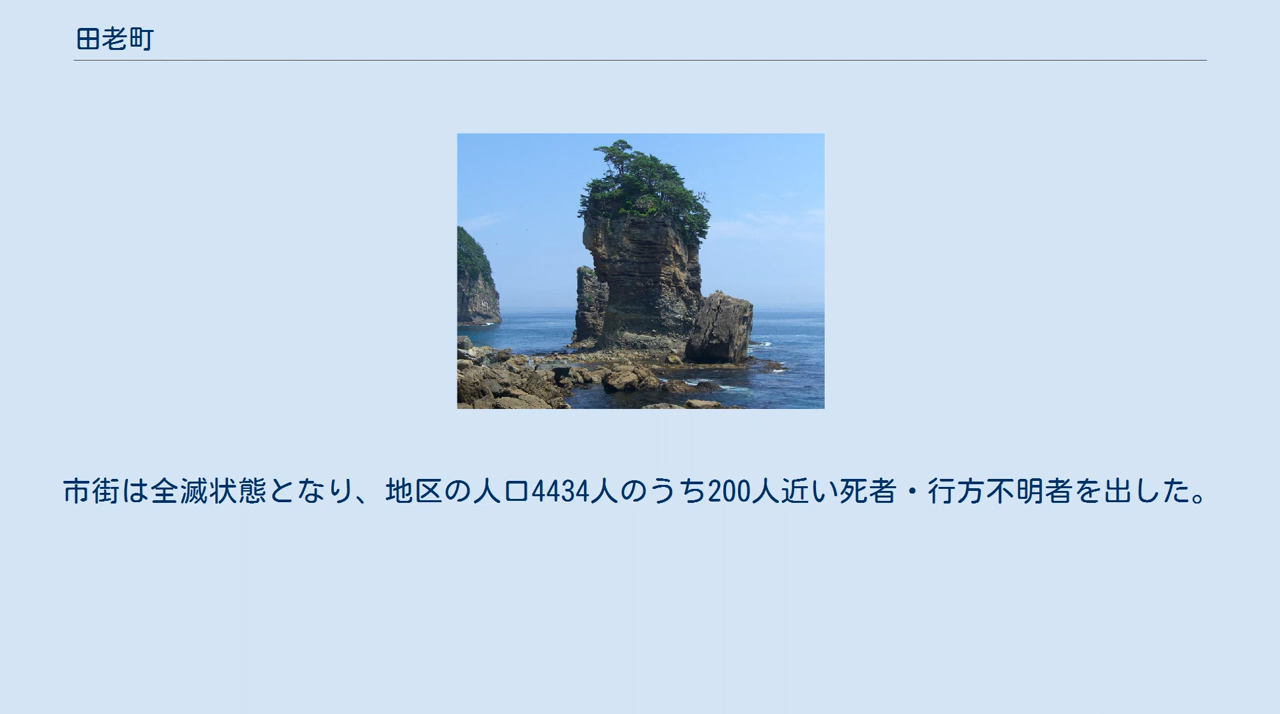 田老町
市街は全滅状態となり、地区の人口4434人のうち200人近い死者・行方不明者を出した。